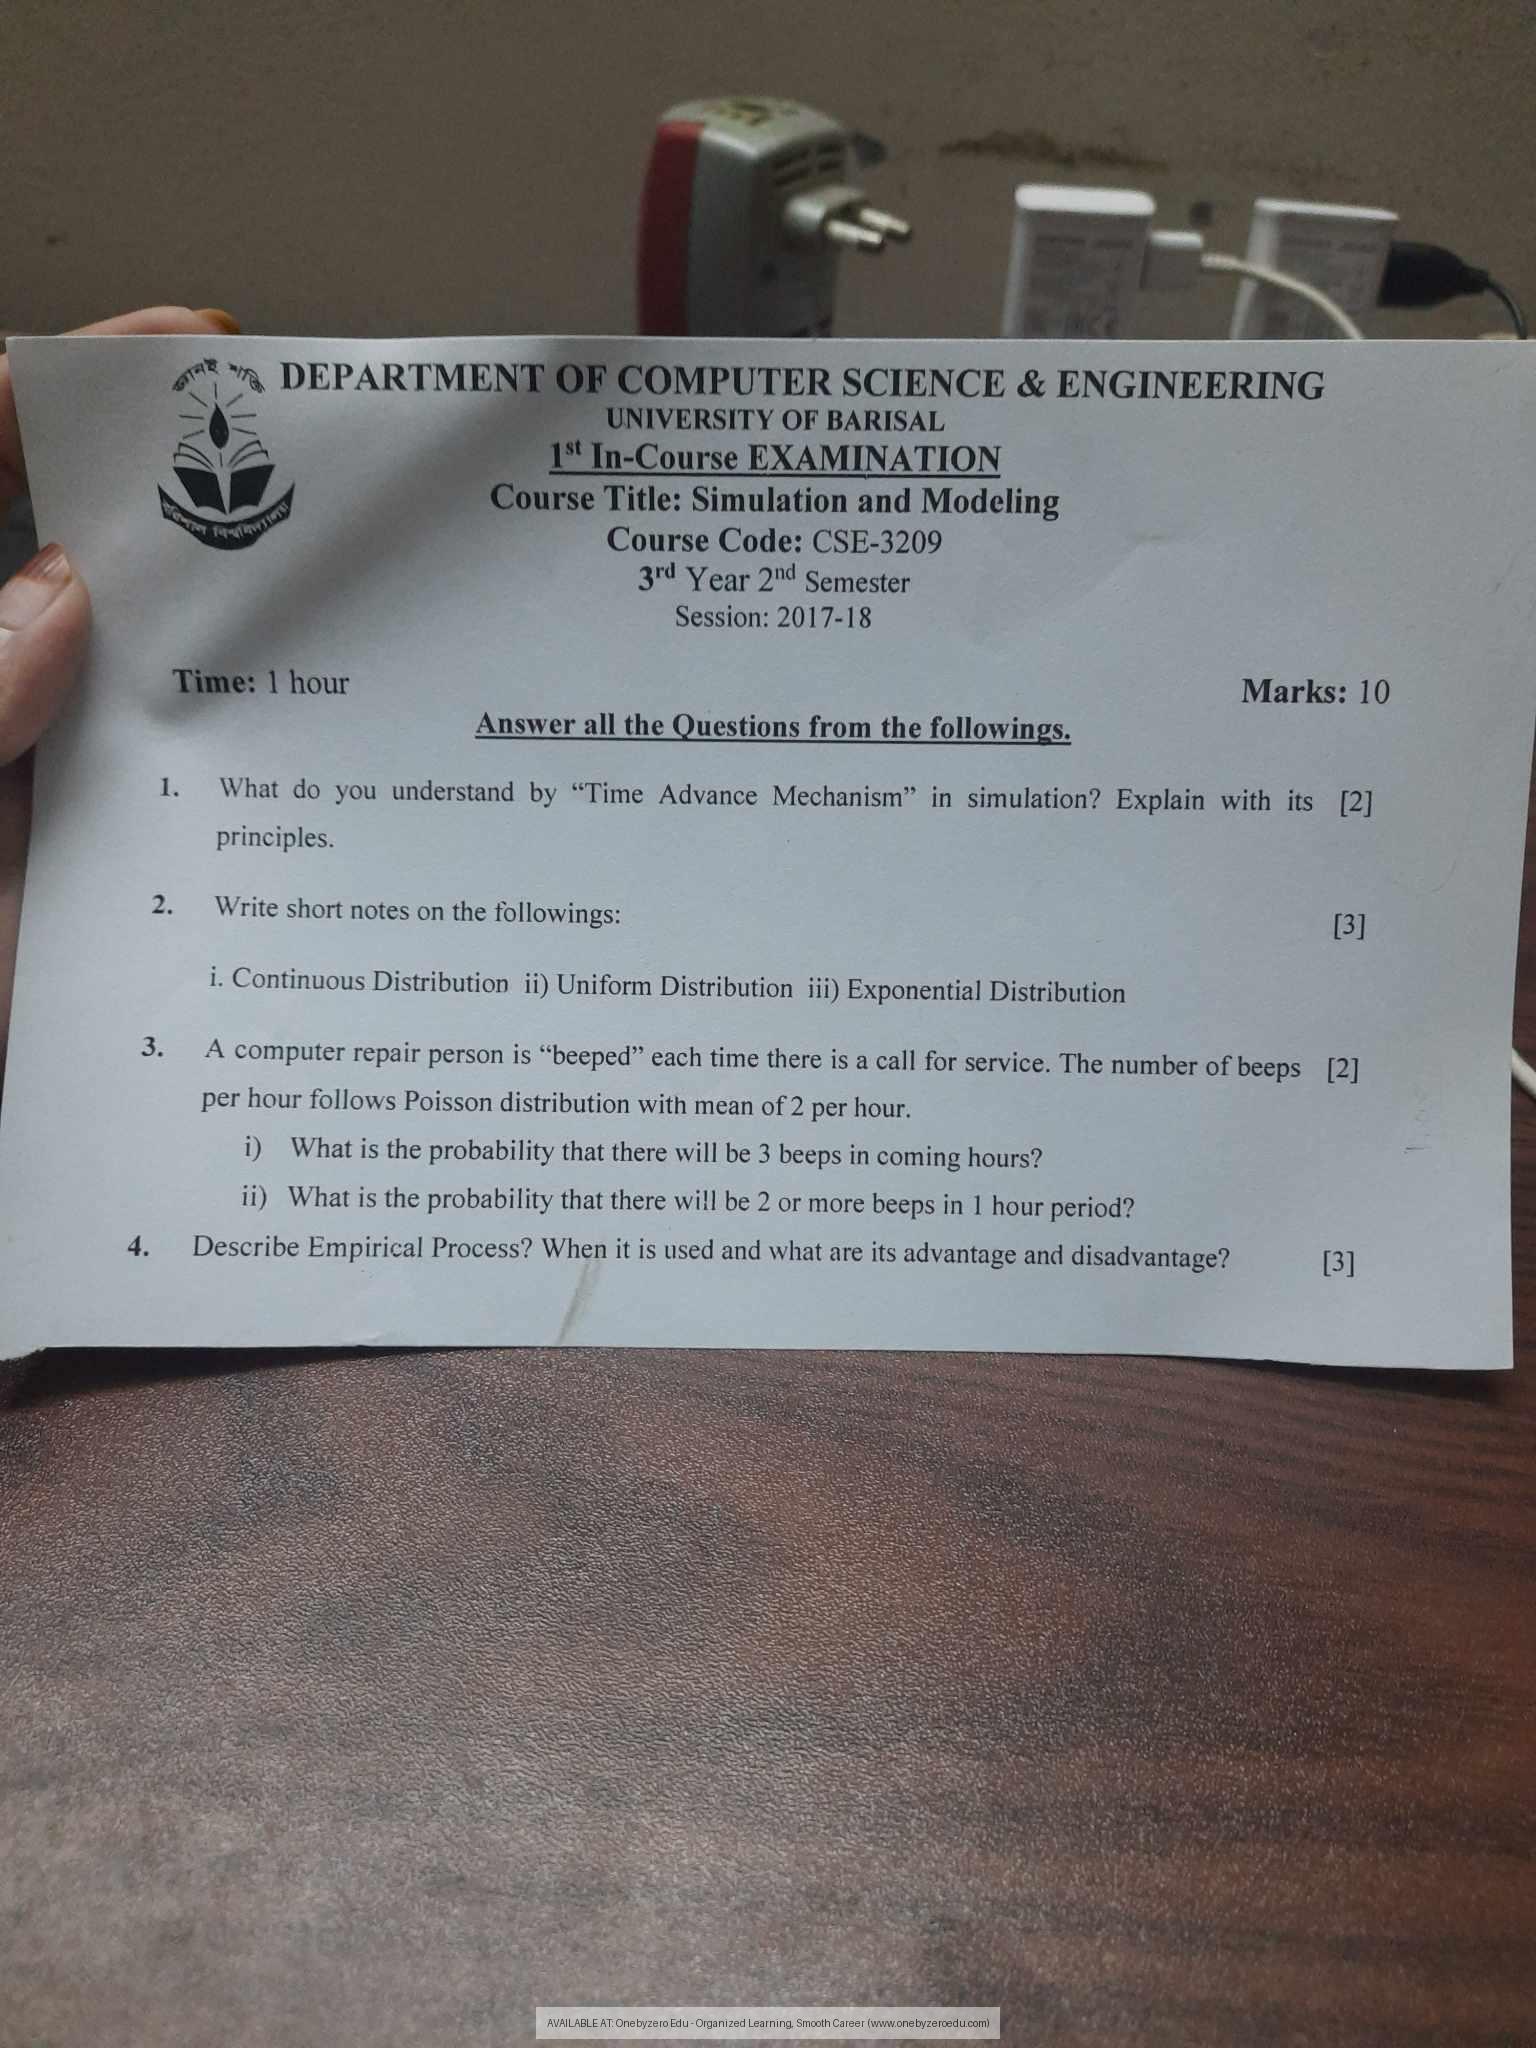 জ্ঞানই শক্তি
DEPARTMENT OF COMPUTER SCIENCE & ENGINEERING
UNIVERSITY OF BARISAL
1st In-Course EXAMINATION
Course Title: Simulation and Modeling
বরিশাল বিশ্ববিদ্যালয়
Course Code: CSE-3209
3rd Year 2nd Semester
Session: 2017-18
Time: 1 hour
Marks: 10
Answer all the Questions from the followings.
1. What do you understand by “Time Advance Mechanism” in simulation? Explain with its [2]
principles.
2. Write short notes on the followings: [3]
i. Continuous Distribution ii) Uniform Distribution iii) Exponential Distribution
3. A computer repair person is “beeped” each time there is a call for service. The number of beeps [2]
per hour follows Poisson distribution with mean of 2 per hour.
i) What is the probability that there will be 3 beeps in coming hours?
ii) What is the probability that there will be 2 or more beeps in 1 hour period?
4. Describe Empirical Process? When it is used and what are its advantage and disadvantage? [3]
AVAILABLE AT: Onebyzero Edu - Organized Learning, Smooth Career (www.onebyzeroedu.com)